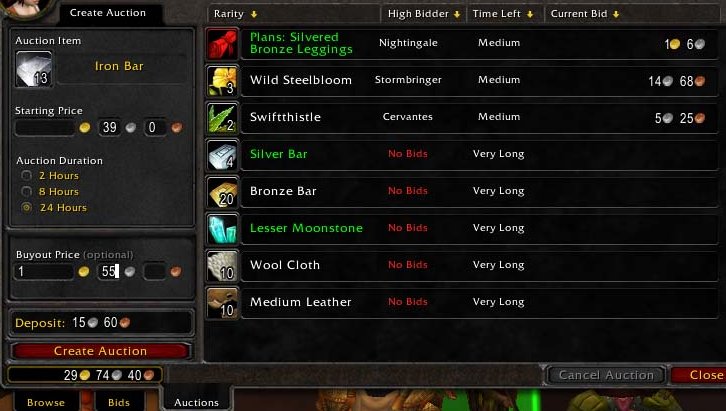 Create Auction
Rarity High Bidder Time Left Current Bid
Auction Item
13 Iron Bar
Starting Price
39 0
Auction Duration
2 Hours
8 Hours
24 Hours
Buyout Price (optional)
1 55
Deposit: 15 60
Create Auction
29 74 40
Plans: Silvered
Bronze Leggings Nightingale Medium 1 6
3 Wild Steelbloom Stormbringer Medium 14 68
2 Swiftthistle Cervantes Medium 5 25
4 Silver Bar No Bids Very Long
20 Bronze Bar No Bids Very Long
Lesser Moonstone No Bids Very Long
10 Wool Cloth No Bids Very Long
10 Medium Leather No Bids Very Long
Cancel Auction Close
Browse Bids Auctions